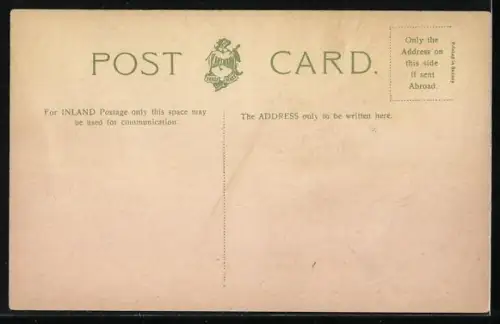 POST CARD.
Only the
Address on
this side
if sent
Abroad.
For INLAND Postage only this space may
be used for communication.
The ADDRESS only to be written here.